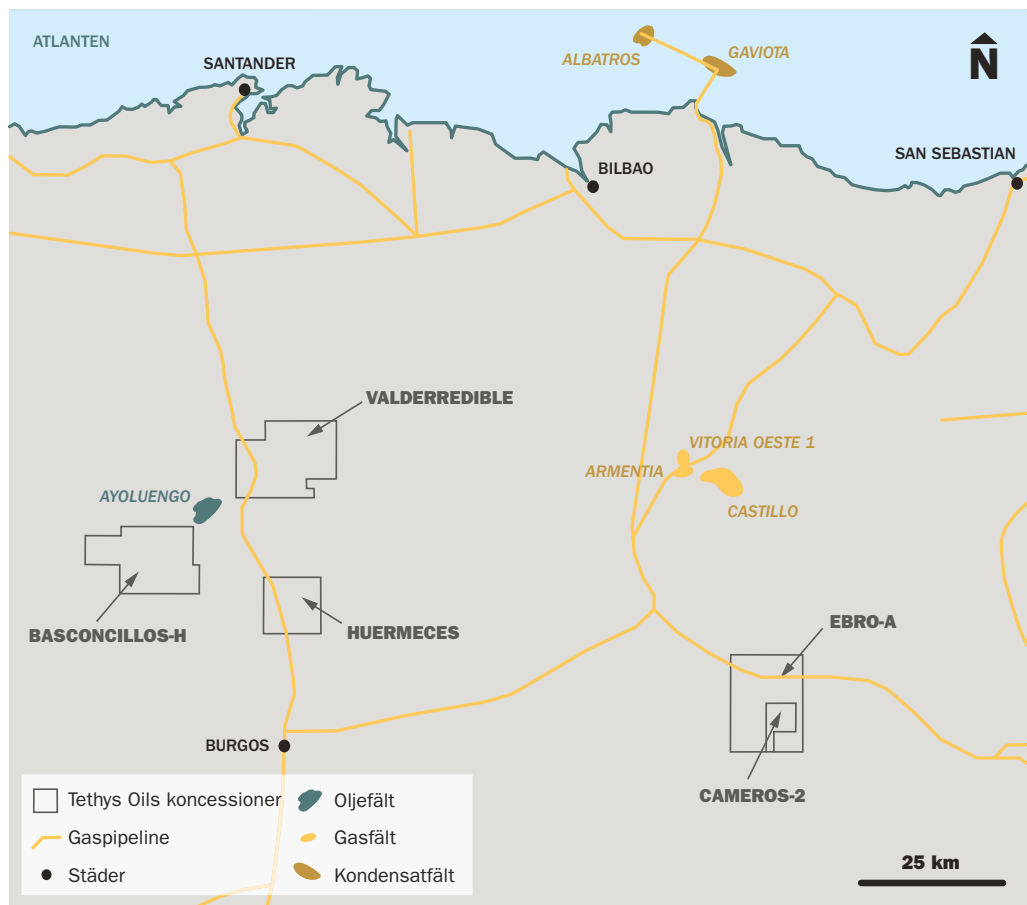 ATLANTEN
SANTANDER
ALBATROS
GAVIOTA
N
BILBAO
SAN SEBASTIAN
VALDERREDIBLE
VITORIA OESTE 1
ARMENTIA
AYOLUENGO
CASTILLO
BASCONCILLOS-H
HUERMECES
EBRO-A
BURGOS
CAMEROS-2
Tethys Oils koncessioner
Gaspipeline
Städer
Oljefält
Gasfält
Kondensatfält
25 km